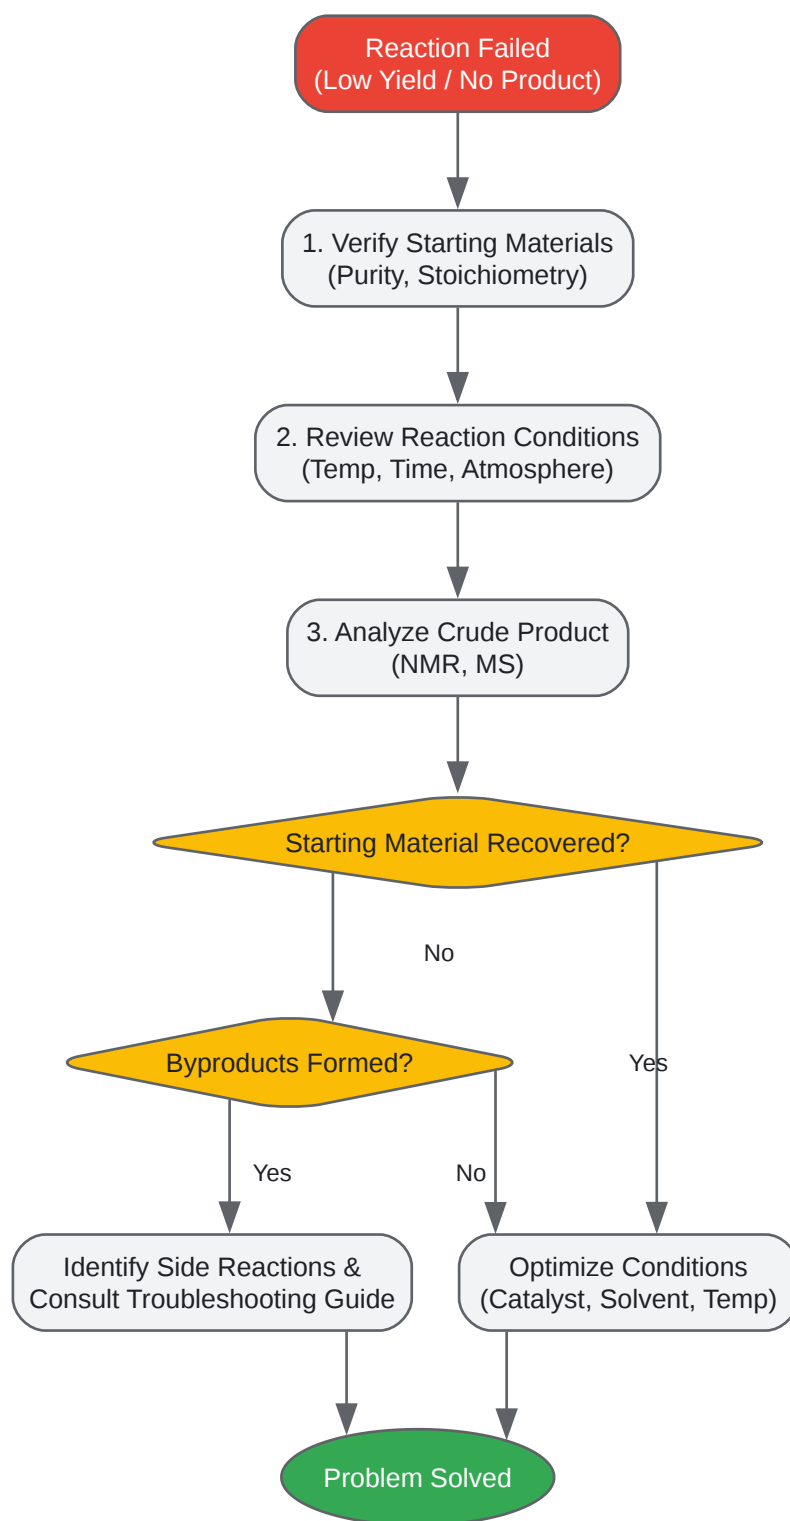 Reaction Failed
(Low Yield / No Product)
1. Verify Starting Materials
(Purity, Stoichiometry)
2. Review Reaction Conditions
(Temp, Time, Atmosphere)
3. Analyze Crude Product
(NMR, MS)
Starting Material Recovered?
No
Byproducts Formed?
Yes
Yes
No
Identify Side Reactions &
Consult Troubleshooting Guide
Optimize Conditions
(Catalyst, Solvent, Temp)
Problem Solved